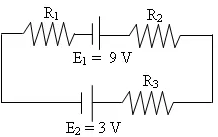 R₁ R₂
E₁ = 9 V
R₃
E₂ = 3 V